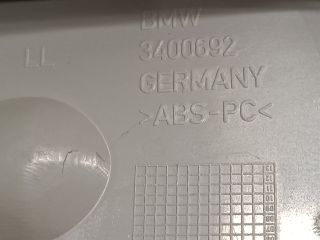 BMW
3400692
LL
GERMANY
>ABS-PC<